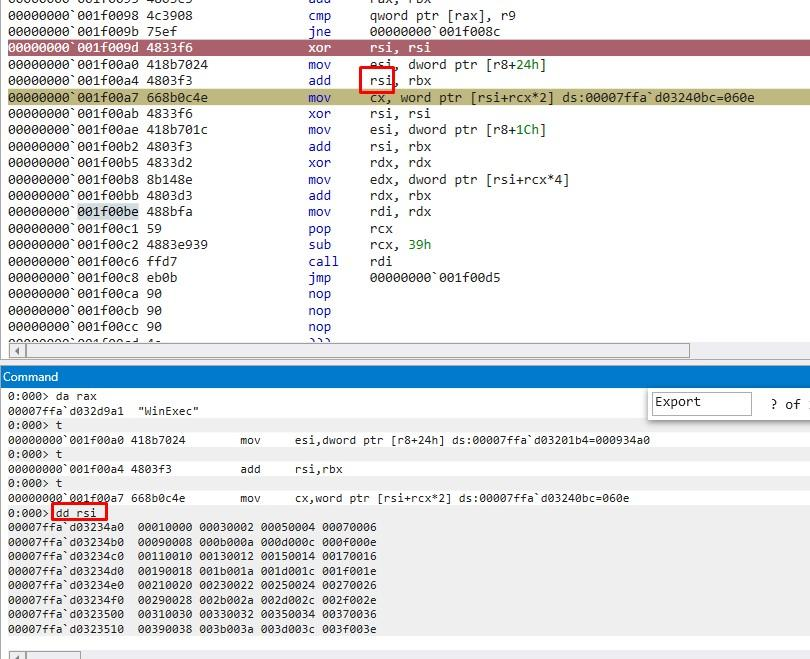 00000000`001f0098 4c3908 cmp qword ptr [rax], r9
00000000`001f009b 75ef jne 00000000`001f008c
00000000`001f009d 4833f6 xor rsi, rsi
00000000`001f00a0 418b7024 mov esi, dword ptr [r8+24h]
00000000`001f00a4 4803f3 add rsi, rbx
00000000`001f00a7 668b0c4e mov cx, word ptr [rsi+rcx*2] ds:00007ffa`d03240bc=060e
00000000`001f00ab 4833f6 xor rsi, rsi
00000000`001f00ae 418b701c mov esi, dword ptr [r8+1Ch]
00000000`001f00b2 4803f3 add rsi, rbx
00000000`001f00b5 4833d2 xor rdx, rdx
00000000`001f00b8 8b148e mov edx, dword ptr [rsi+rcx*4]
00000000`001f00bb 4803d3 add rdx, rbx
00000000`001f00be 488bfa mov rdi, rdx
00000000`001f00c1 59 pop rcx
00000000`001f00c2 4883e939 sub rcx, 39h
00000000`001f00c6 ffd7 call rdi
00000000`001f00c8 eb0b jmp 00000000`001f00d5
00000000`001f00ca 90 nop
00000000`001f00cb 90 nop
00000000`001f00cc 90 nop
Command
0:000> da rax
00007ffa`d032d9a1 "WinExec"
Export ? of
0:000> t
00000000`001f00a0 418b7024 mov esi,dword ptr [r8+24h] ds:00007ffa`d03201b4=000934a0
0:000> t
00000000`001f00a4 4803f3 add rsi,rbx
0:000> t
00000000`001f00a7 668b0c4e mov cx,word ptr [rsi+rcx*2] ds:00007ffa`d03240bc=060e
0:000> dd rsi
00007ffa`d03234a0 00010000 00030002 00050004 00070006
00007ffa`d03234b0 00090008 000b000a 000d000c 000f000e
00007ffa`d03234c0 00110010 00130012 00150014 00170016
00007ffa`d03234d0 00190018 001b001a 001d001c 001f001e
00007ffa`d03234e0 00210020 00230022 00250024 00270026
00007ffa`d03234f0 00290028 002b002a 002d002c 002f002e
00007ffa`d0323500 00310030 00330032 00350034 00370036
00007ffa`d0323510 00390038 003b003a 003d003c 003f003e